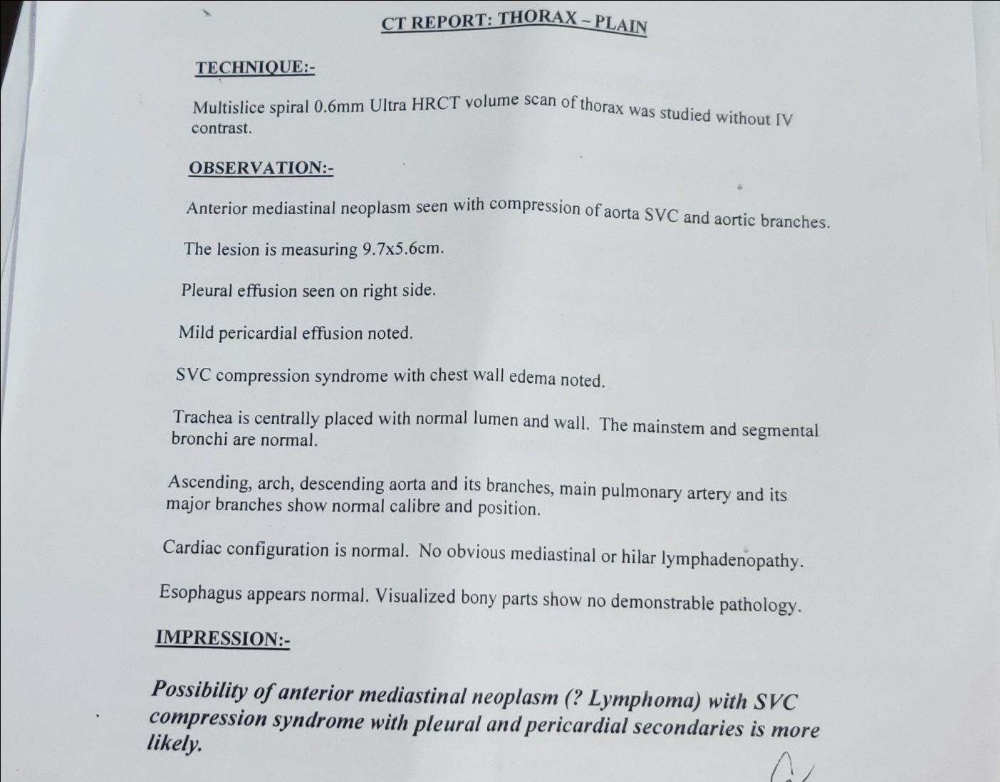 CT REPORT: THORAX – PLAIN
TECHNIQUE:-
Multislice spiral 0.6mm Ultra HRCT volume scan of thorax was studied without IV
contrast.
OBSERVATION:-
Anterior mediastinal neoplasm seen with compression of aorta SVC and aortic branches.
The lesion is measuring 9.7x5.6cm.
Pleural effusion seen on right side.
Mild pericardial effusion noted.
SVC compression syndrome with chest wall edema noted.
Trachea is centrally placed with normal lumen and wall. The mainstem and segmental
bronchi are normal.
Ascending, arch, descending aorta and its branches, main pulmonary artery and its
major branches show normal calibre and position.
Cardiac configuration is normal. No obvious mediastinal or hilar lymphadenopathy.
Esophagus appears normal. Visualized bony parts show no demonstrable pathology.
IMPRESSION:-
Possibility of anterior mediastinal neoplasm (? Lymphoma) with SVC
compression syndrome with pleural and pericardial secondaries is more
likely.